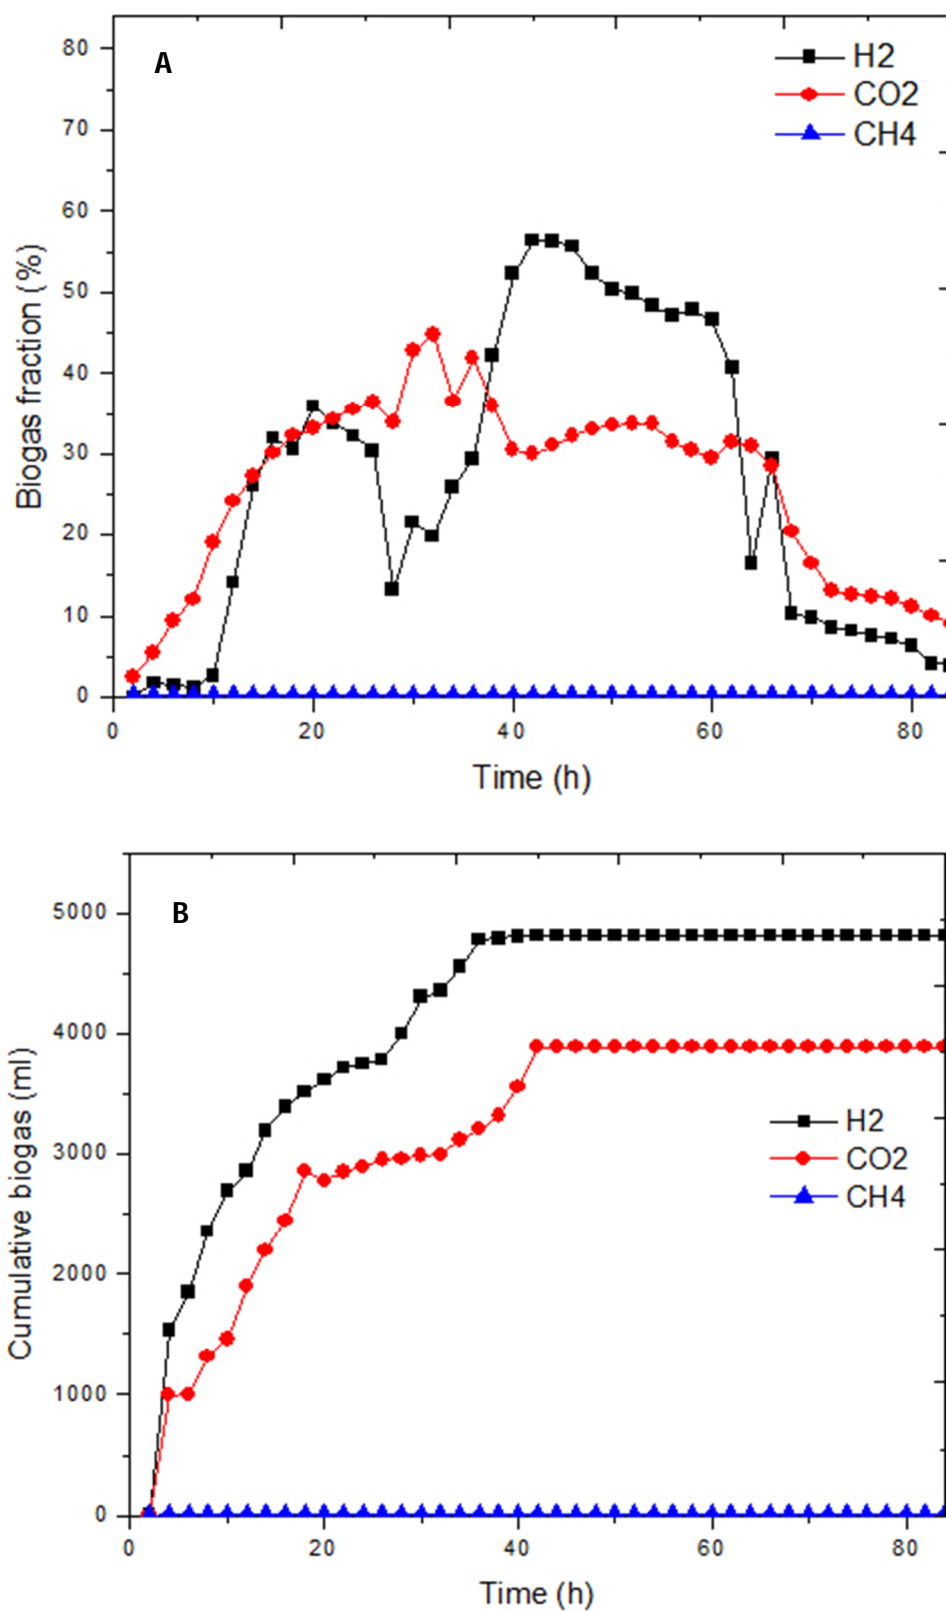 A
H2
CO2
CH4
80
70
60
50
40
30
20
10
0
Biogas fraction (%)
0 20 40 60 80
Time (h)
B
5000
4000
3000
2000
1000
0
Cumulative biogas (ml)
H2
CO2
CH4
0 20 40 60 80
Time (h)